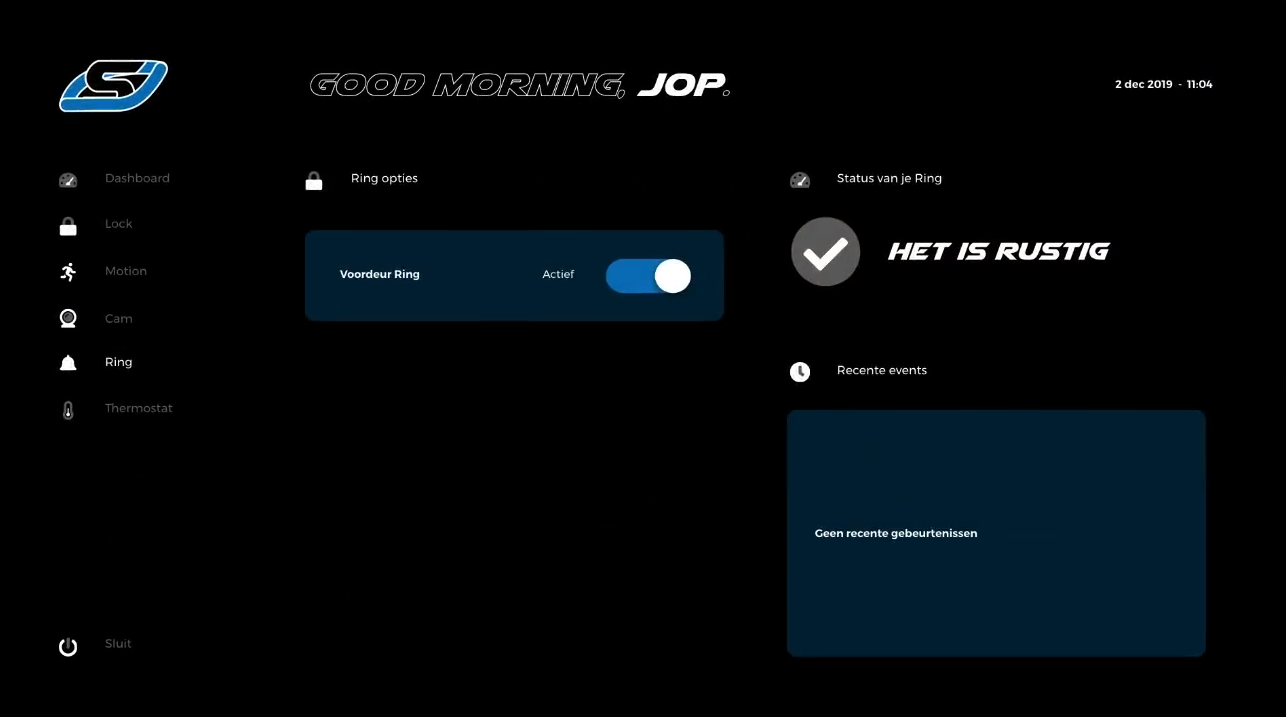 GOOD MORNING, JOP.
2 dec 2019 - 11:04
Dashboard
Lock
Motion
Cam
Ring
Thermostat
Sluit
Ring opties
Voordeur Ring
Actief
Status van je Ring
HET IS RUSTIG
Recente events
Geen recente gebeurtenissen